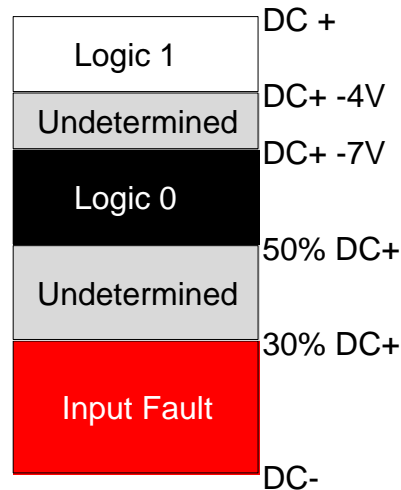 DC +
Logic 1
DC+ -4V
Undetermined
DC+ -7V
Logic 0
50% DC+
Undetermined
30% DC+
Input Fault
DC-